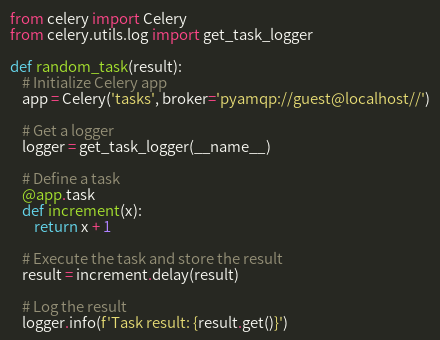 from celery import Celery
from celery.utils.log import get_task_logger

def random_task(result):
    # Initialize Celery app
    app = Celery('tasks', broker='pyamqp://guest@localhost//')

    # Get a logger
    logger = get_task_logger(__name__)

    # Define a task
    @app.task
    def increment(x):
        return x + 1

    # Execute the task and store the result
    result = increment.delay(result)

    # Log the result
    logger.info(f'Task result: {result.get()}')